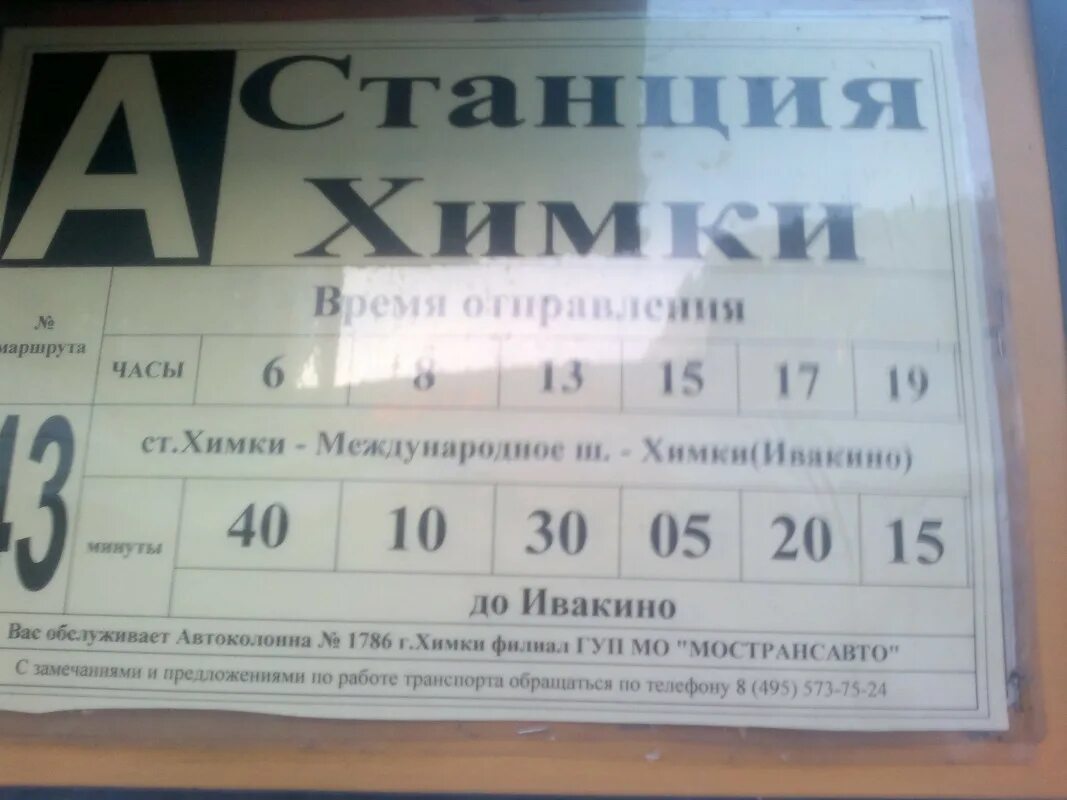 А Станция
Химки
Время отправления
№
маршрута
ЧАСЫ 6 8 13 15 17 19
ст.Химки - Международное ш. - Химки(Ивакино)
43
минуты 40 10 30 05 20 15
до Ивакино
Вас обслуживает Автоколонна № 1786 г.Химки филиал ГУП МО "МОСТРАНСАВТО"
С замечаниями и предложениями по работе транспорта обращаться по телефону 8 (495) 573-75-24